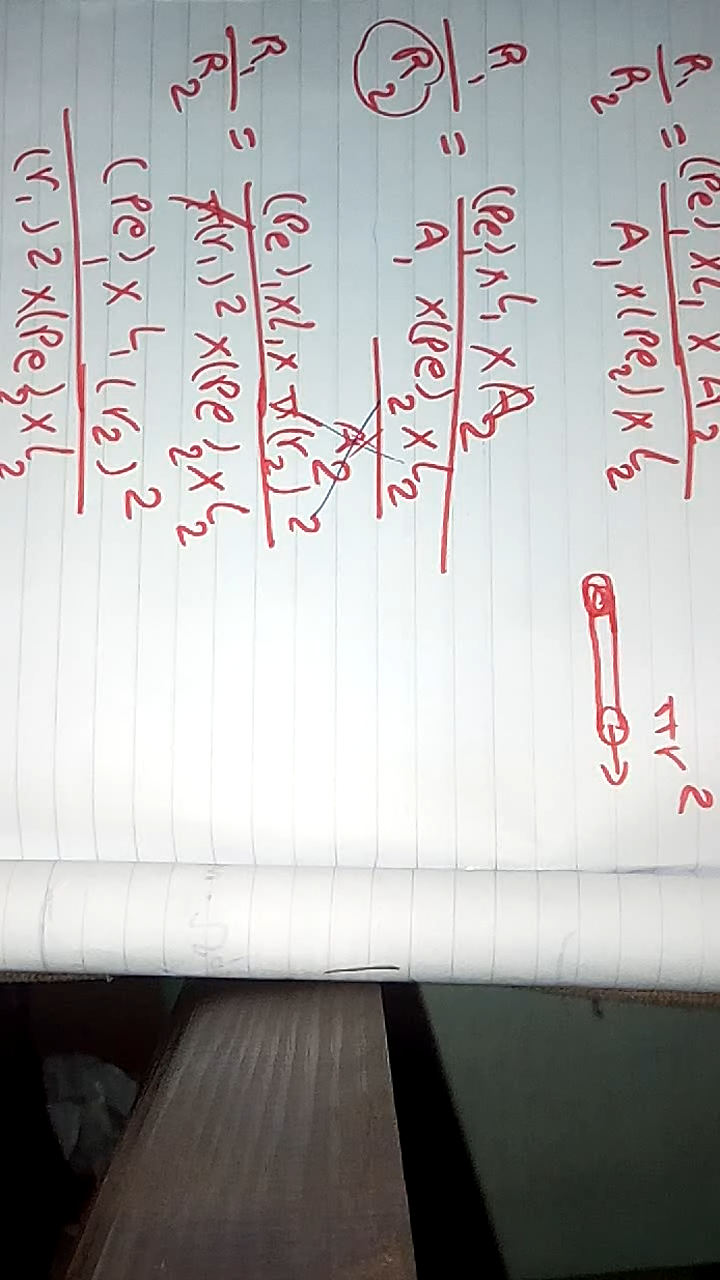 R₁/R₂ = (ρe)₁ x L₁ x A₂ / A₁ x (ρe₂) x L₂
πr²
R₁/R₂ = (ρe)₁ x L₁ x A₂ / A₁ x (ρe)₂ x L₂
R₁/R₂ = (ρe)₁ x L₁ x π(r₂)² / π(r₁)² x (ρe)₂ x L₂
(ρe)₁ x L₁ (r₂)² / (r₁)² x (ρe)₂ x L₂